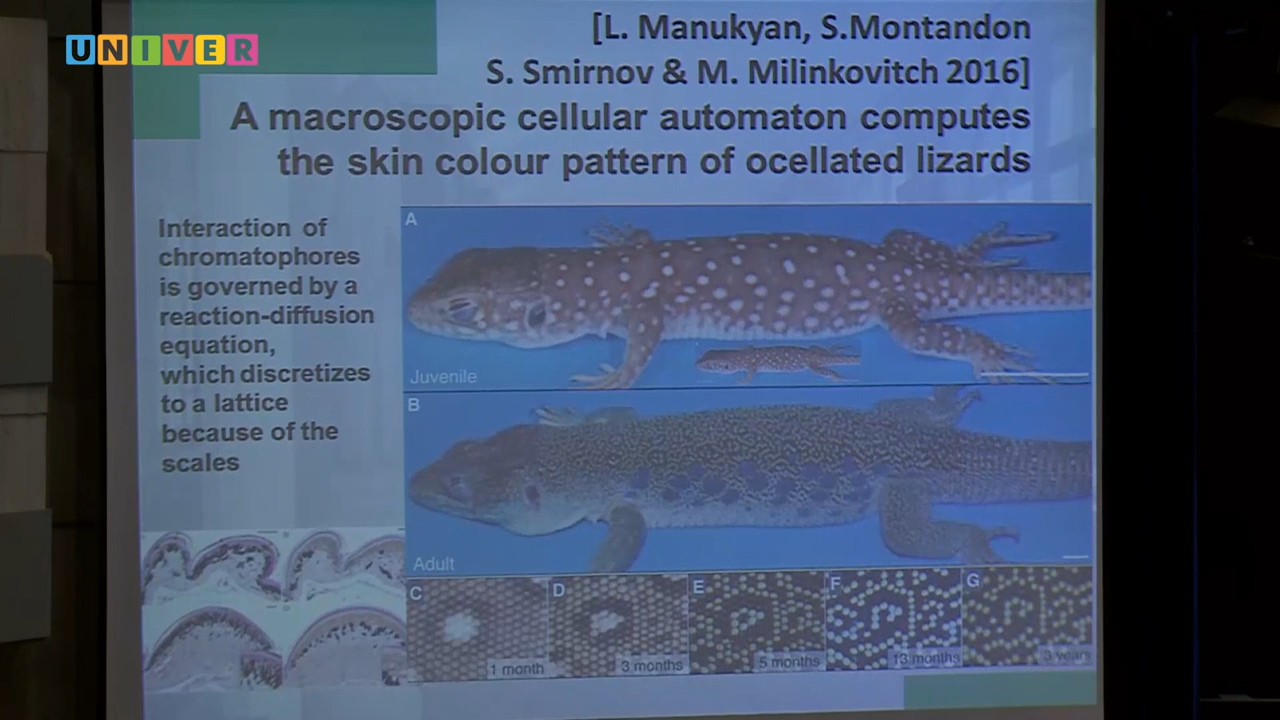 UNIVER
[L. Manukyan, S.Montandon
S. Smirnov & M. Milinkovitch 2016]
A macroscopic cellular automaton computes
the skin colour pattern of ocellated lizards
Interaction of
chromatophores
is governed by a
reaction-diffusion
equation,
which discretizes
to a lattice
because of the
scales
A
Juvenile
B
Adult
C
1 month
D
3 months
E
5 months
F
13 months
G
3 years